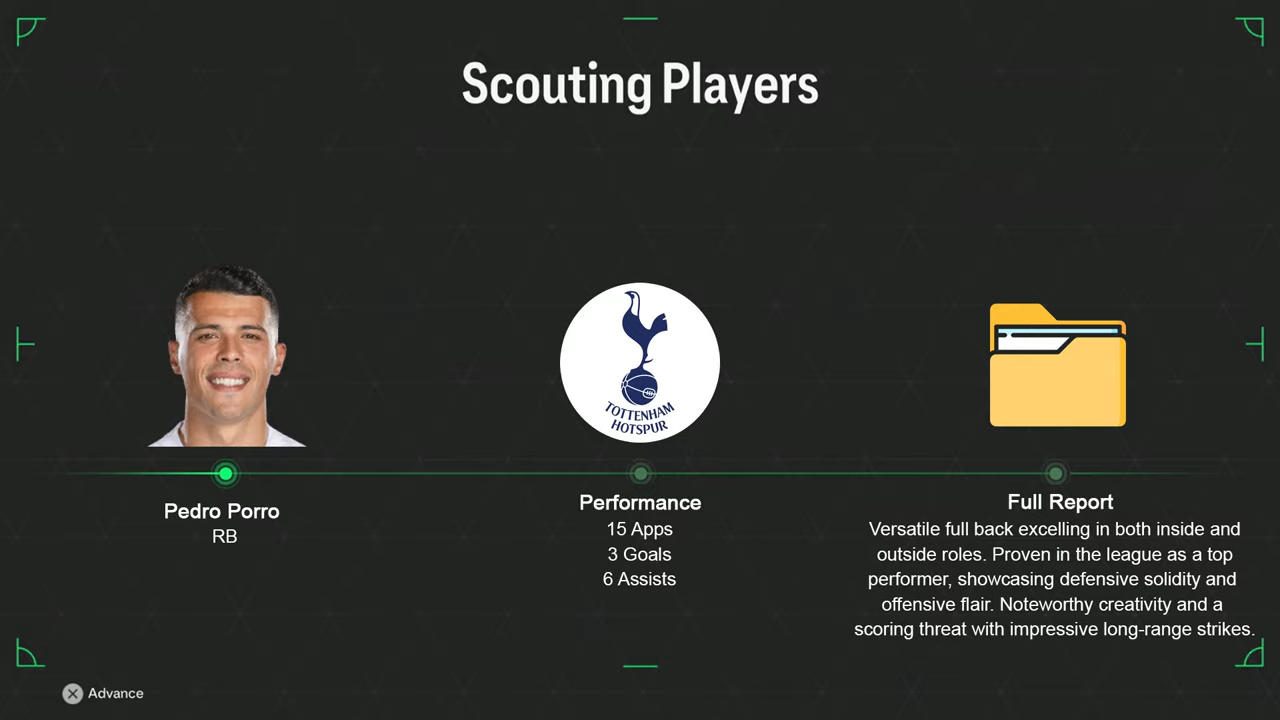 Scouting Players
TOTTENHAM
HOTSPUR
Pedro Porro
RB
Performance
15 Apps
3 Goals
6 Assists
Full Report
Versatile full back excelling in both inside and
outside roles. Proven in the league as a top
performer, showcasing defensive solidity and
offensive flair. Noteworthy creativity and a
scoring threat with impressive long-range strikes.
Advance